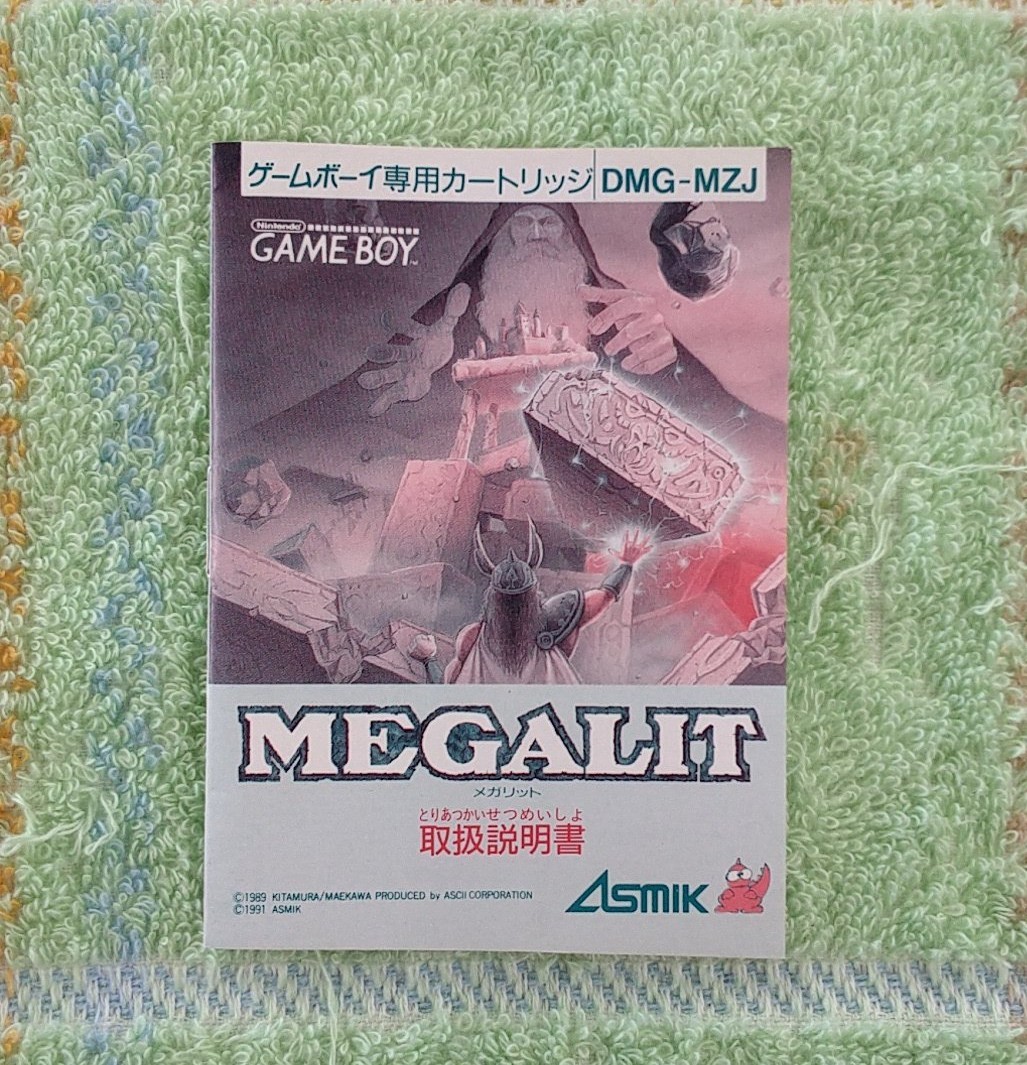 ゲームボーイ専用カートリッジ DMG-MZJ
Nintendo
GAME BOY™
MEGALIT
メガリット
とりあつかいせつめいしょ
取扱説明書
©1989 KITAMURA/MAEKAWA PRODUCED by ASCII CORPORATION
©1991 ASMIK
ASMIK